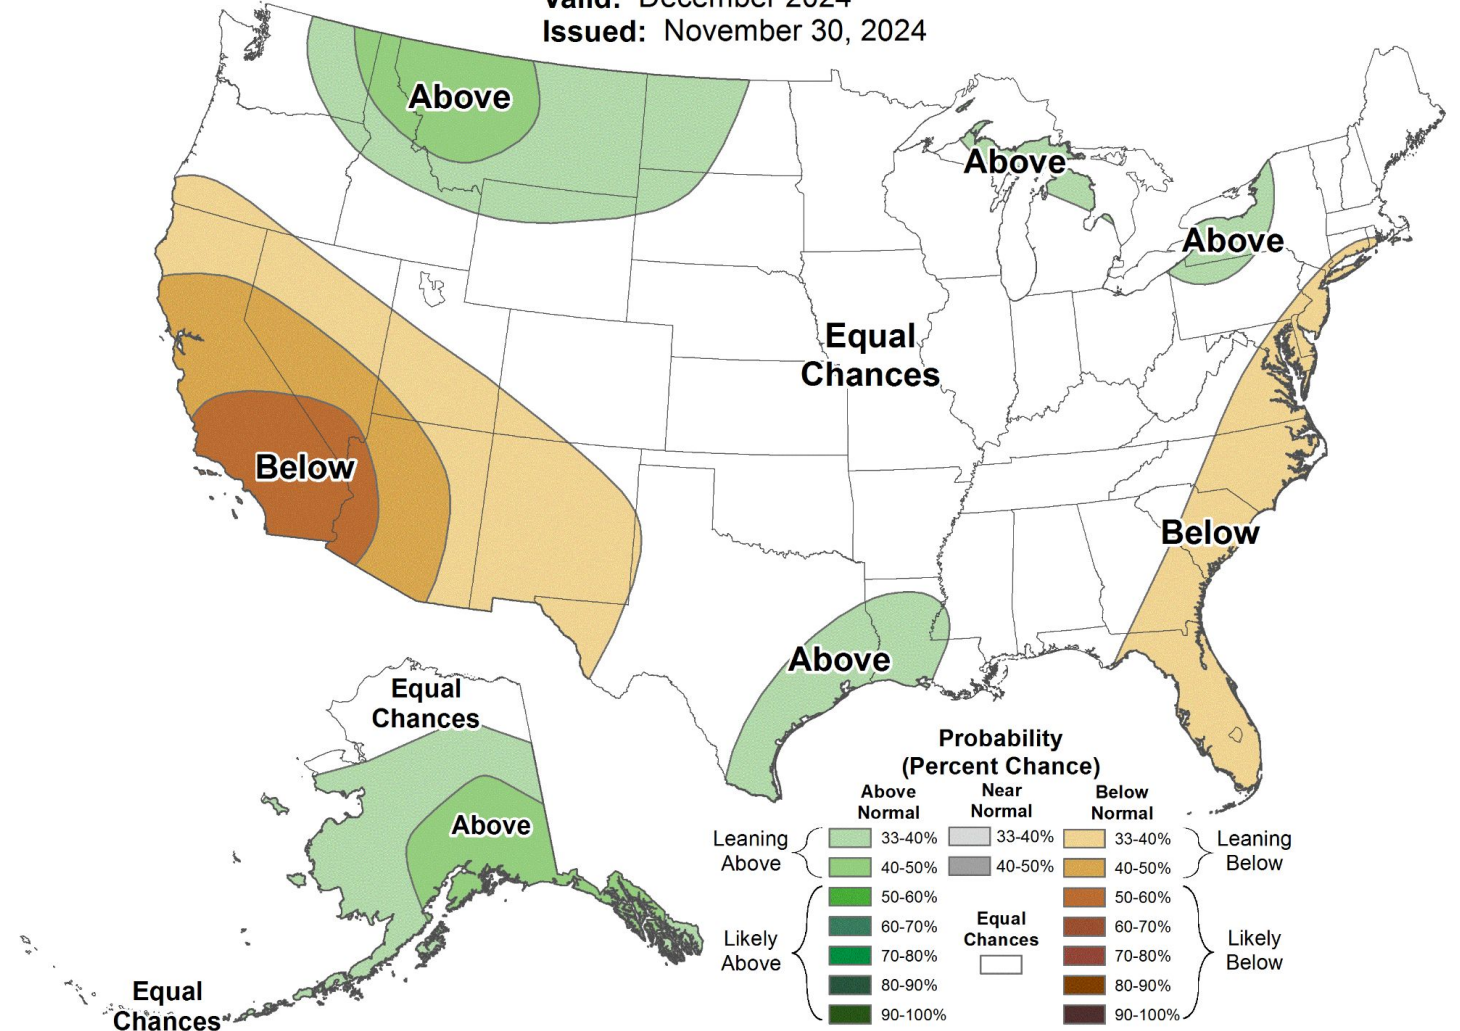 Valid: December 2024
Issued: November 30, 2024
Above
Above
Above
Equal
Chances
Below
Below
Above
Equal
Chances
Above
Equal
Chances
Probability
(Percent Chance)
Above
Normal
Near
Normal
Below
Normal
Leaning
Above
33-40%
33-40%
33-40%
Leaning
Below
40-50%
40-50%
40-50%
50-60%
50-60%
Likely
Above
60-70%
Equal
Chances
60-70%
Likely
Below
70-80%
70-80%
80-90%
80-90%
90-100%
90-100%